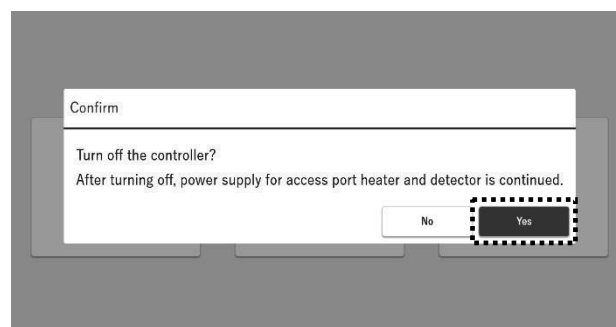 Confirm
Turn off the controller?
After turning off, power supply for access port heater and detector is continued.
No
Yes